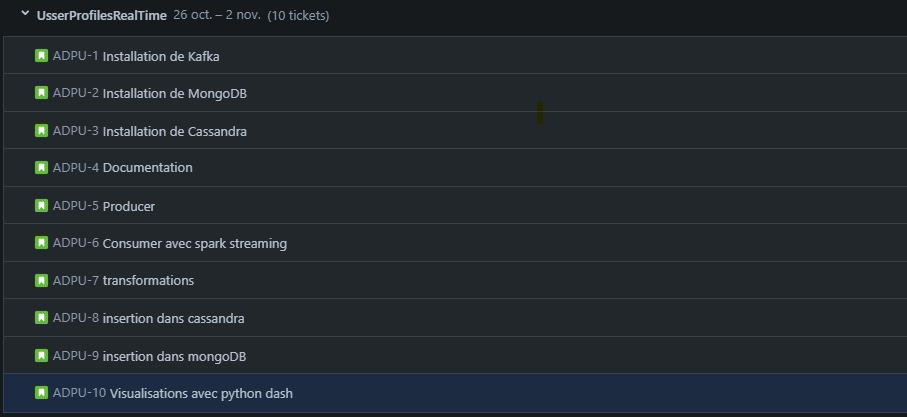 UsserProfilesRealTime 26 oct. – 2 nov. (10 tickets)
ADPU-1 Installation de Kafka
ADPU-2 Installation de MongoDB
ADPU-3 Installation de Cassandra
ADPU-4 Documentation
ADPU-5 Producer
ADPU-6 Consumer avec spark streaming
ADPU-7 transformations
ADPU-8 insertion dans cassandra
ADPU-9 insertion dans mongoDB
ADPU-10 Visualisations avec python dash